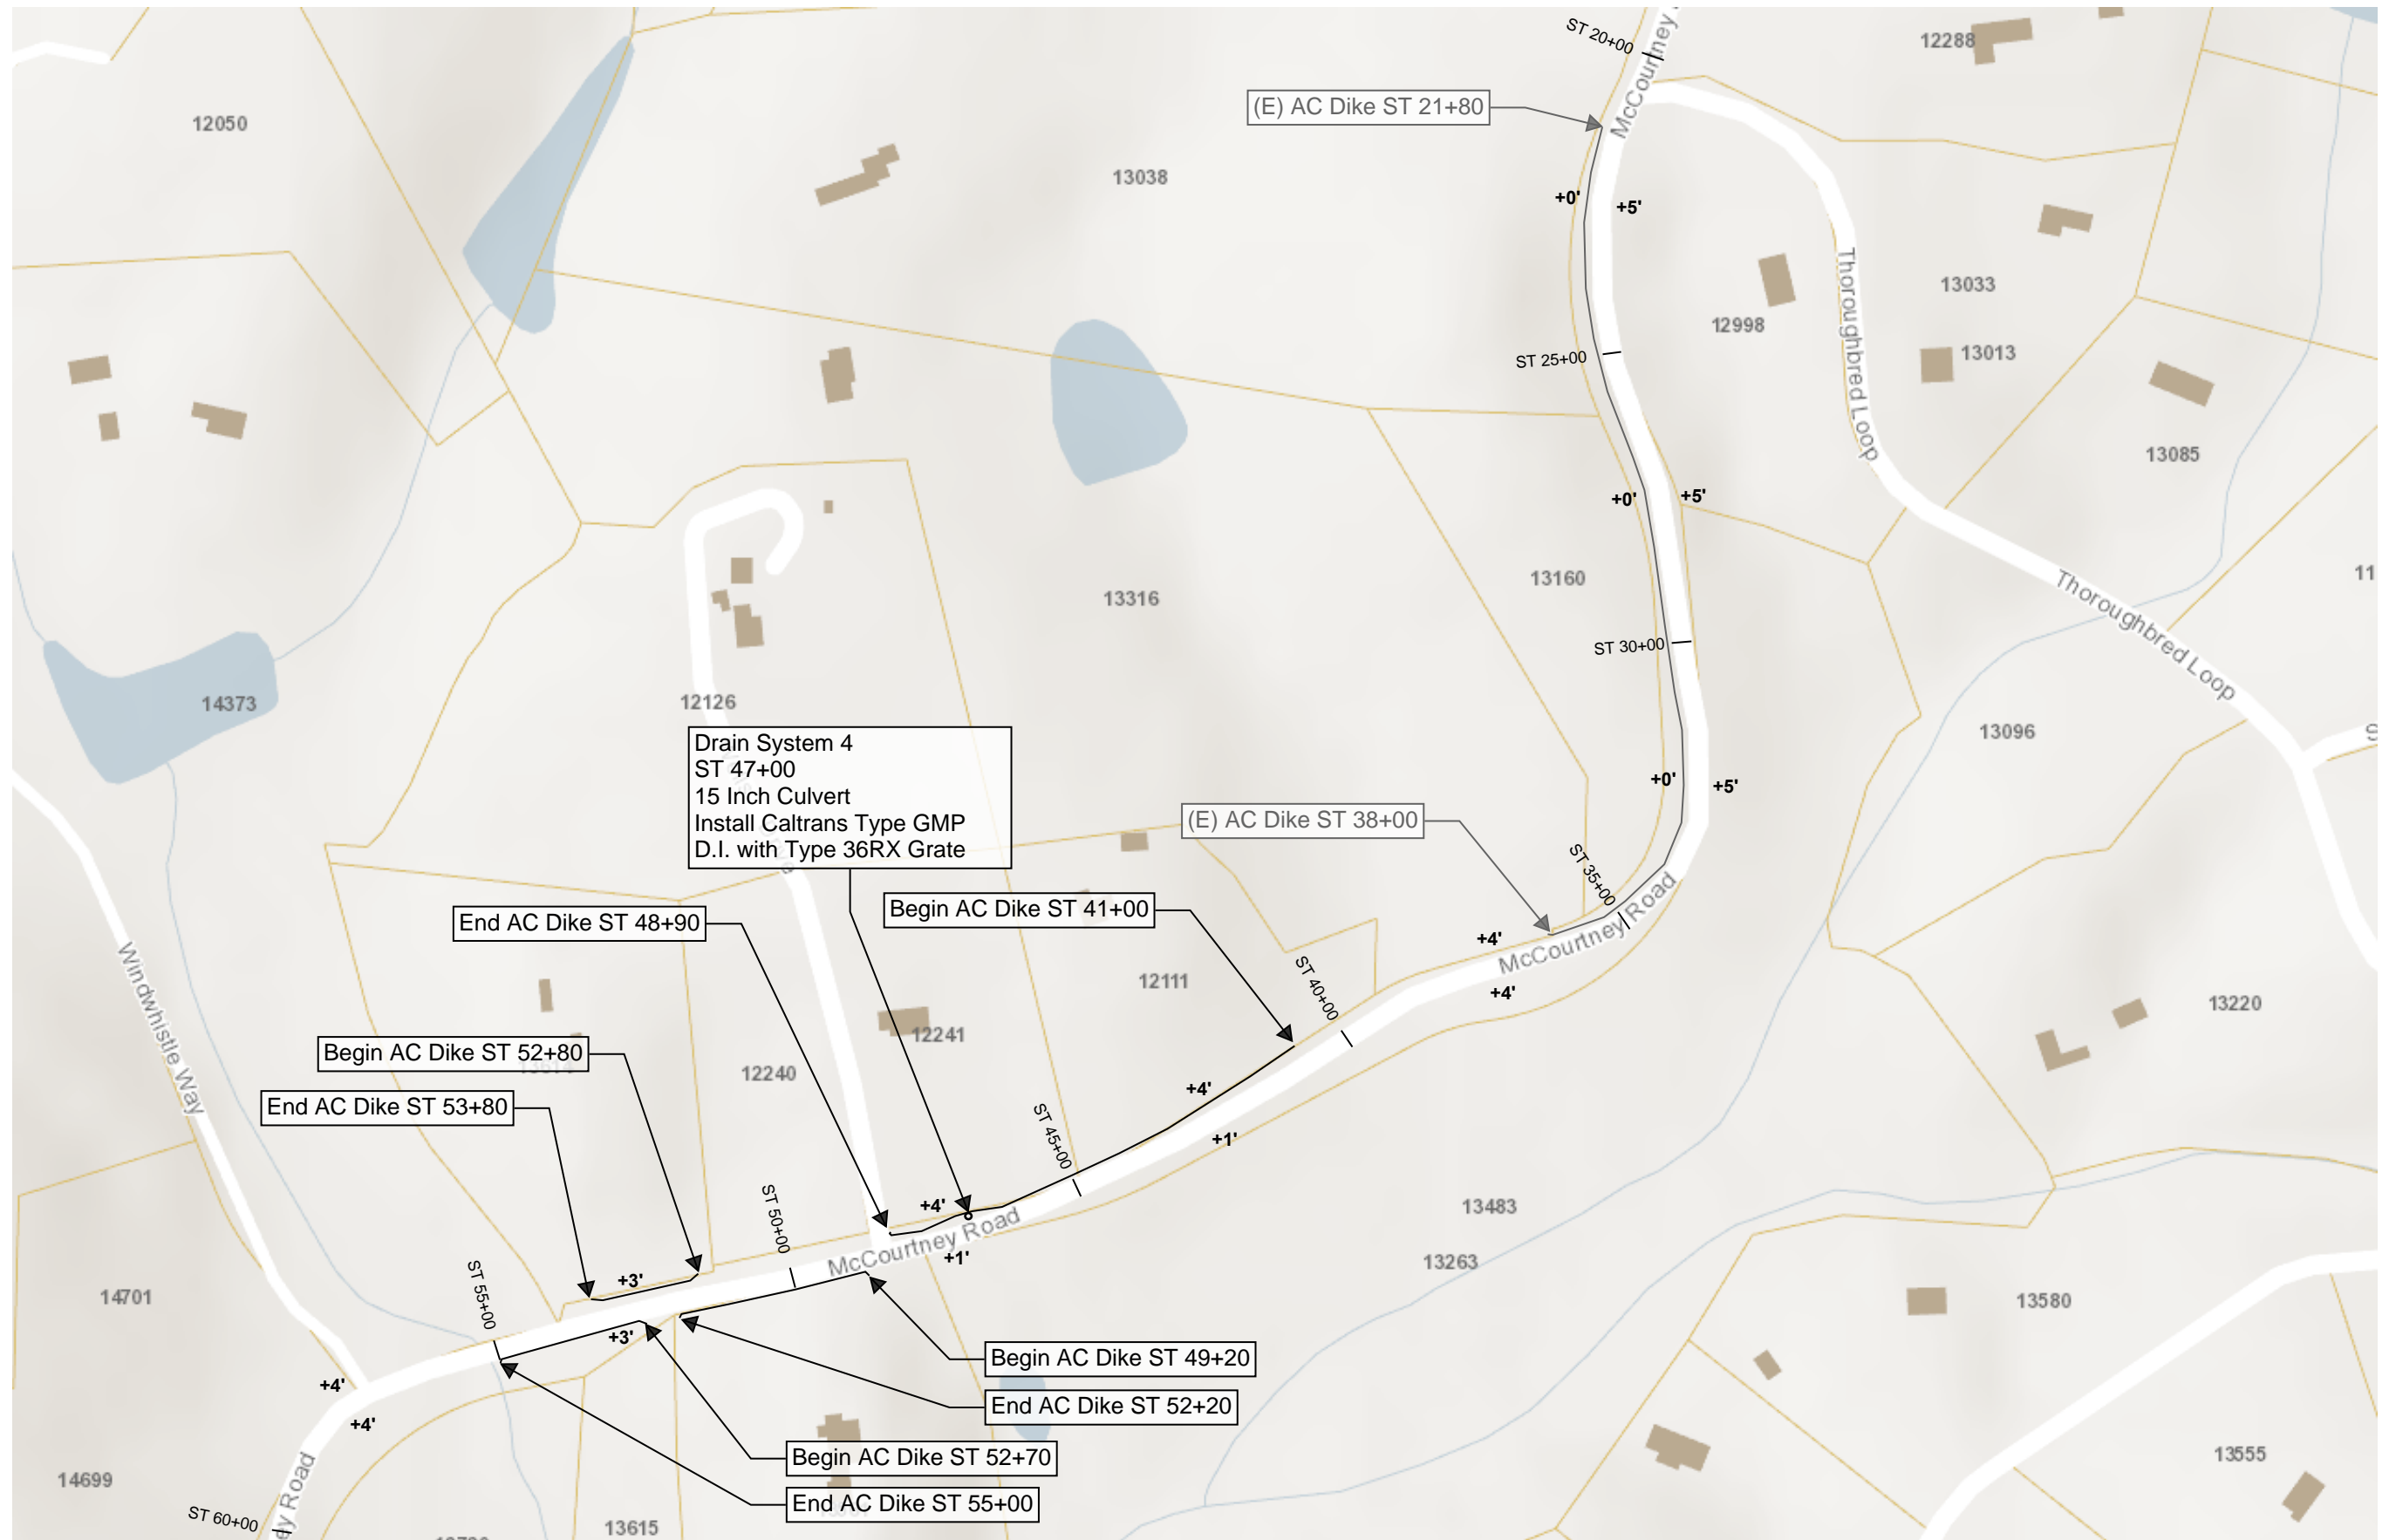 ST 20+00
McCourtney
12288
(E) AC Dike ST 21+80
12050
13038
+0'
+5'
Thoroughbred Loop
13033
12998
13013
ST 25+00
13085
+0'
+5'
13160
11
13316
Thoroughbred Loop
ST 30+00
14373
12126
13096
Drain System 4
ST 47+00
15 Inch Culvert
Install Caltrans Type GMP
D.I. with Type 36RX Grate
+0'
+5'
(E) AC Dike ST 38+00
ST 35+00
End AC Dike ST 48+90
Begin AC Dike ST 41+00
+4'
McCourtney Road
+4'
12111
ST 40+00
13220
Windwhistle Way
12241
Begin AC Dike ST 52+80
13674
12240
End AC Dike ST 53+80
+4'
+1'
ST 45+00
+4'
McCourtney Road
+1'
13483
13263
ST 50+00
ST 55+00
+3'
14701
13580
+3'
Begin AC Dike ST 49+20
+4'
+4'
End AC Dike ST 52+20
Begin AC Dike ST 52+70
End AC Dike ST 55+00
14699
13555
Road
ST 60+00
13615